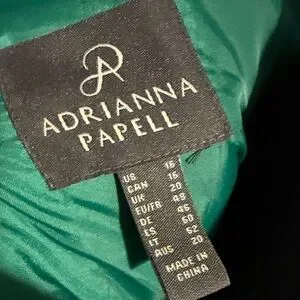 ADRIANNA
PAPELL
US 16
CAN 16
UK 20
EU/FR 48
DE 46
ES 50
IT 52
AUS 20
MADE IN
CHINA